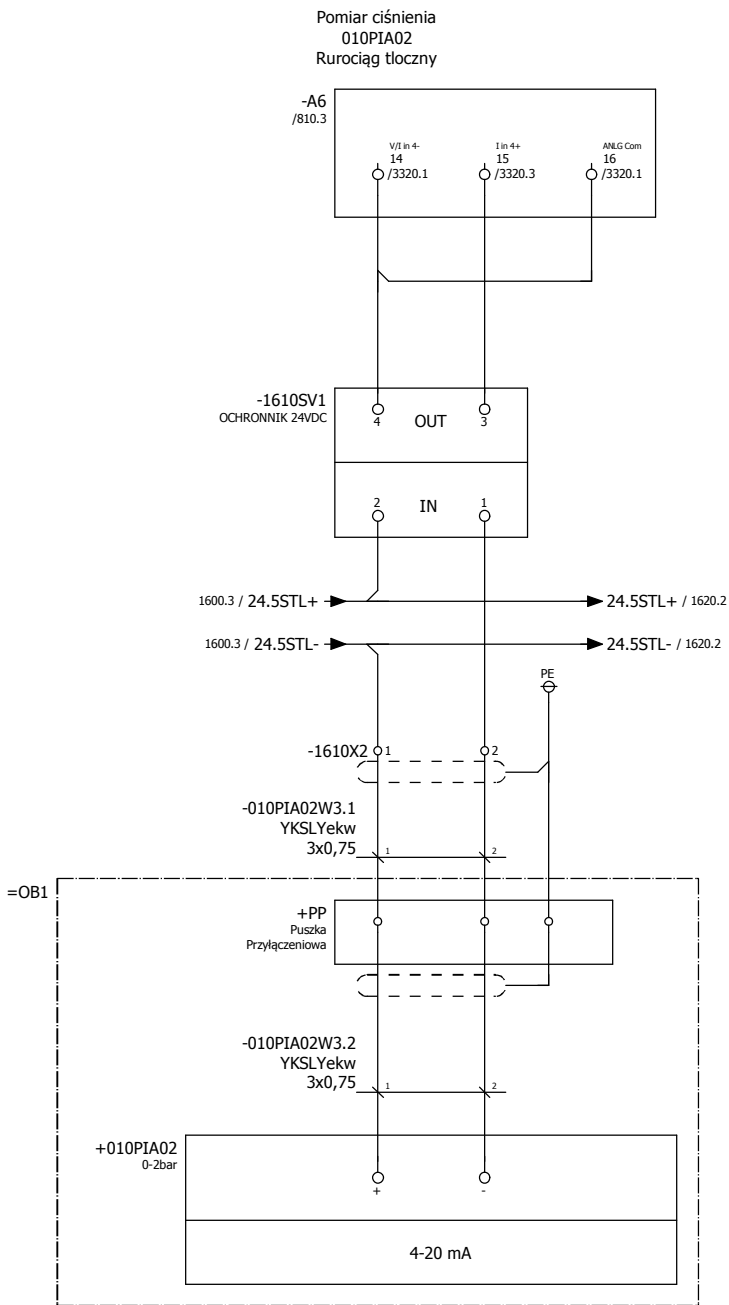 Pomiar ciśnienia
010PIA02
Rurociąg tłoczny
-A6
/810.3
V/I in 4-
14
/3320.1
I in 4+
15
/3320.3
ANLG Com
16
/3320.1
-1610SV1
OCHRONNIK 24VDC
4 OUT 3
2 IN 1
1600.3 / 24.5STL+ 24.5STL+ / 1620.2
1600.3 / 24.5STL- 24.5STL- / 1620.2
PE
-1610X2 1 2
-010PIA02W3.1
YKSLYekw
3x0,75 1 2
=OB1
+PP
Puszka
Przyłączeniowa
-010PIA02W3.2
YKSLYekw
3x0,75 1 2
+010PIA02
0-2bar
+ -
4-20 mA